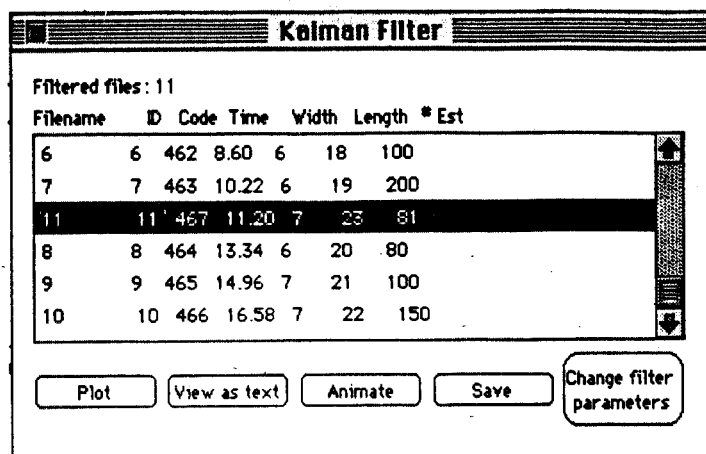 Kalman Filter
Filtered files: 11
Filename ID Code Time Width Length # Est
6 6 462 8.60 6 18 100
7 7 463 10.22 6 19 200
11 11 467 11.20 7 23 81
8 8 464 13.34 6 20 80
9 9 465 14.96 7 21 100
10 10 466 16.58 7 22 150
Plot View as text Animate Save Change filter parameters